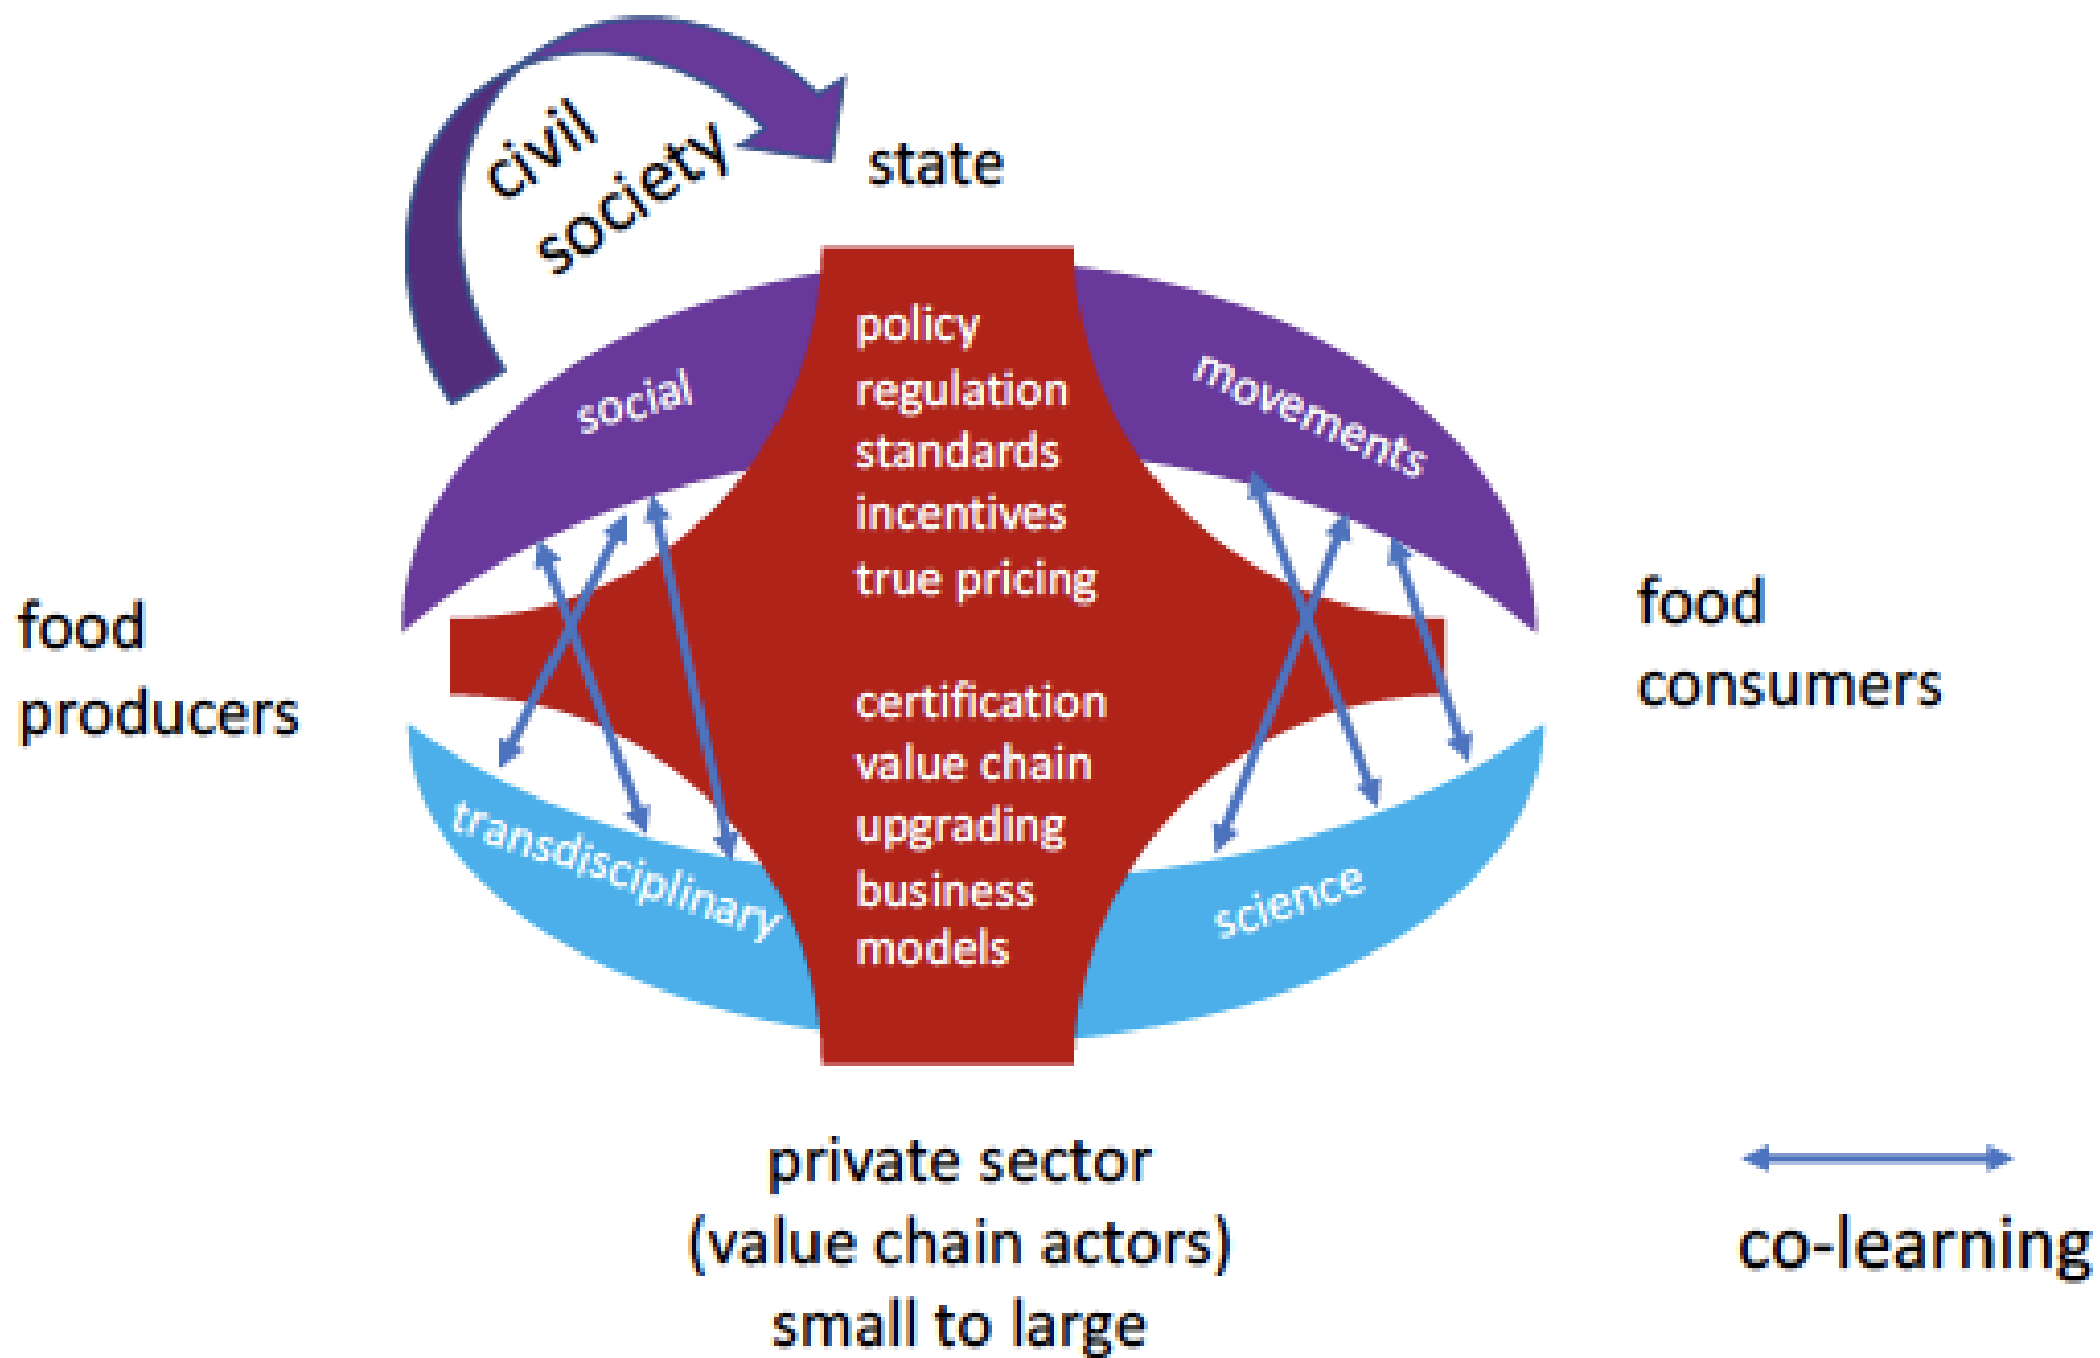 civil
society
state
social
movements
policy
regulation
standards
incentives
true pricing
food
producers
food
consumers
certification
value chain
upgrading
business
models
transdisciplinary
science
private sector
(value chain actors)
small to large
co-learning